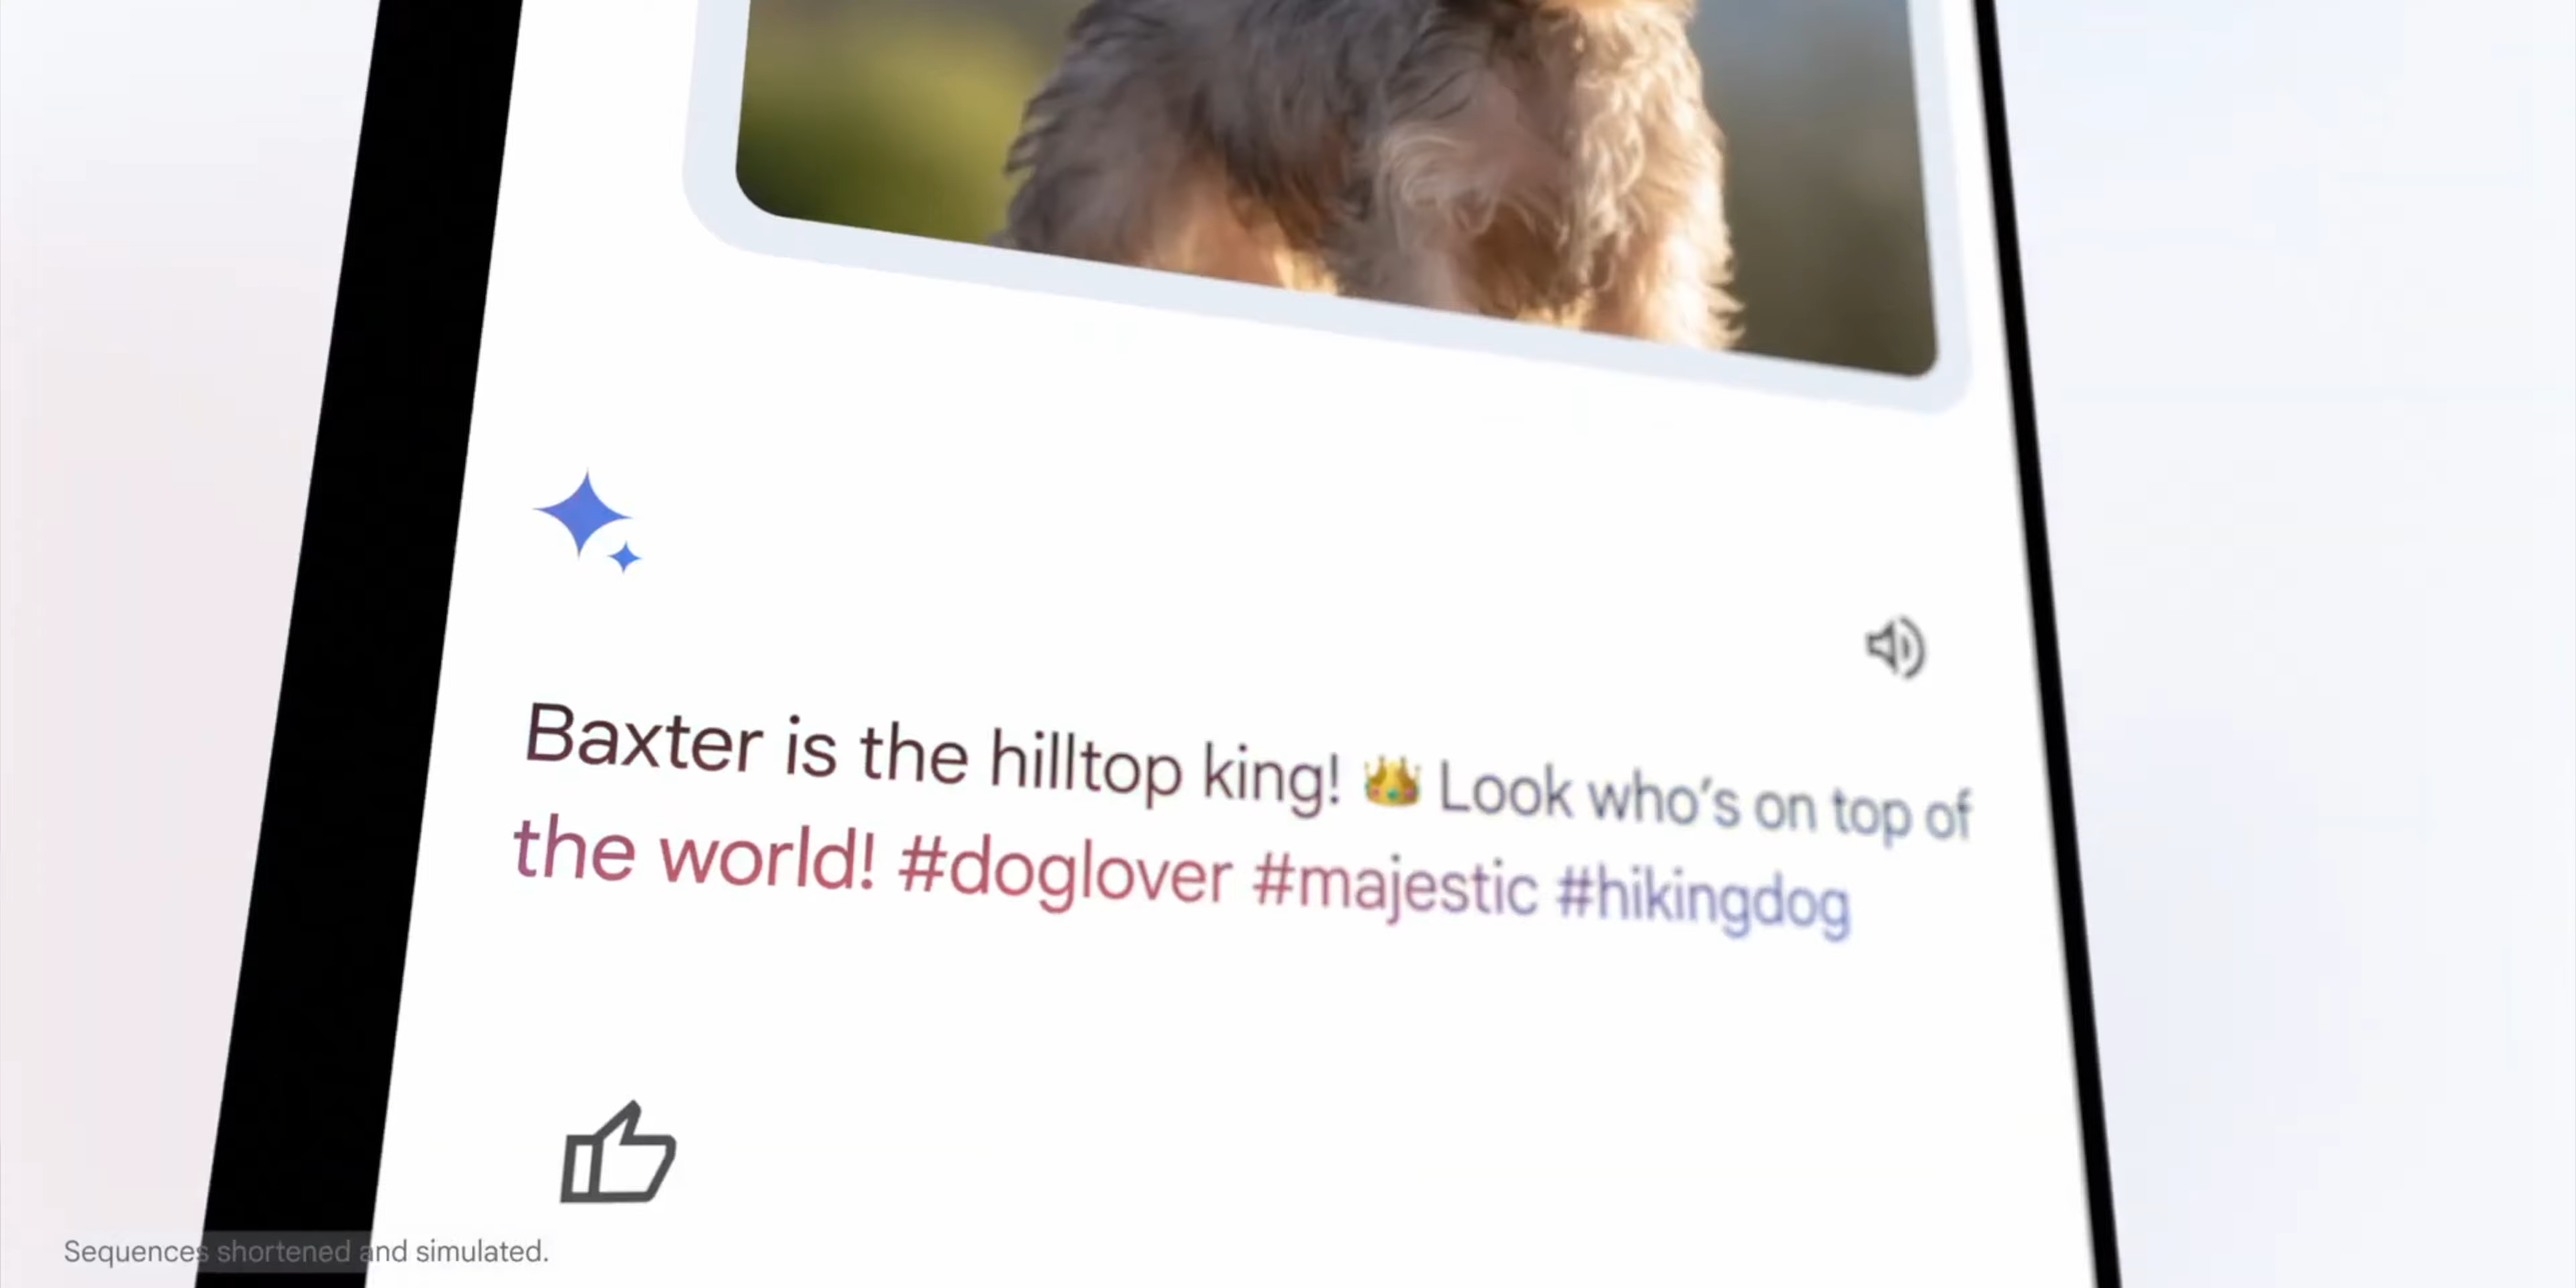 Baxter is the hilltop king! 👑 Look who's on top of
the world! #doglover #majestic #hikingdog
Sequences shortened and simulated.